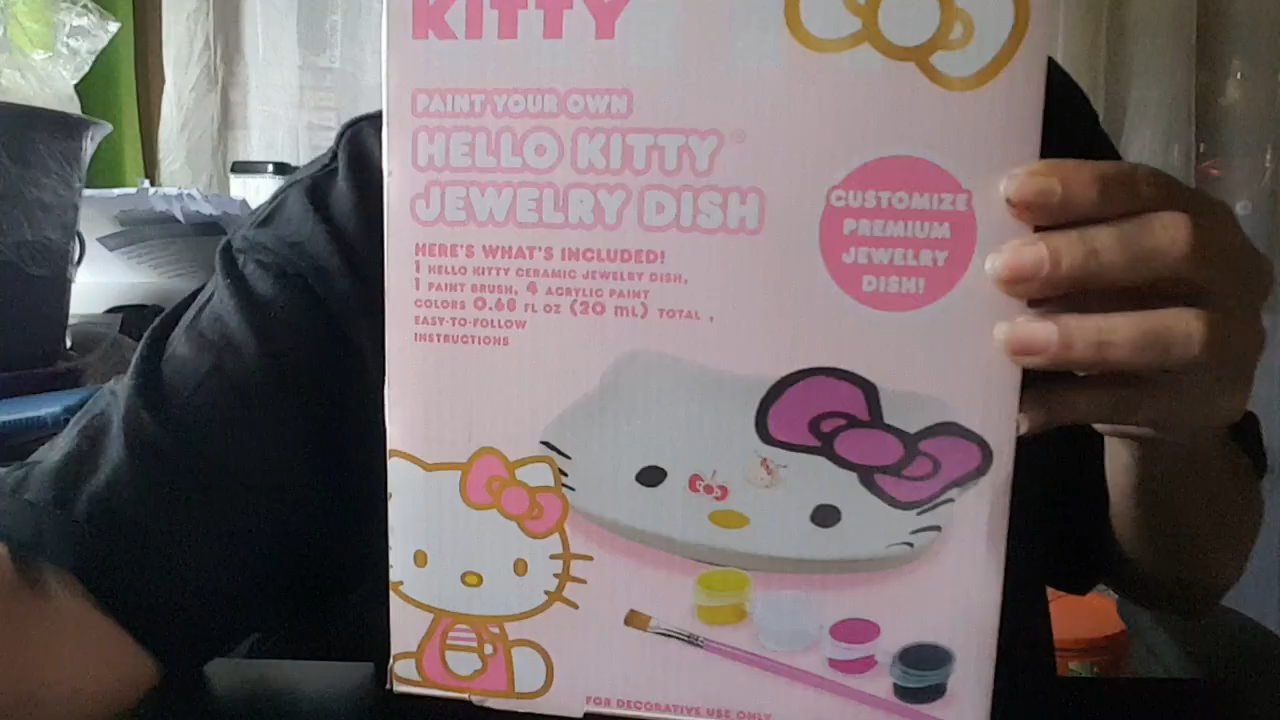 KITTY
PAINT YOUR OWN
HELLO KITTY®
JEWELRY DISH
CUSTOMIZE
PREMIUM
JEWELRY
DISH!
HERE'S WHAT'S INCLUDED!
1 HELLO KITTY CERAMIC JEWELRY DISH,
1 PAINT BRUSH, 4 ACRYLIC PAINT
COLORS 0.68 FL OZ (20 mL) TOTAL ,
EASY-TO-FOLLOW
INSTRUCTIONS
FOR DECORATIVE USE ONLY